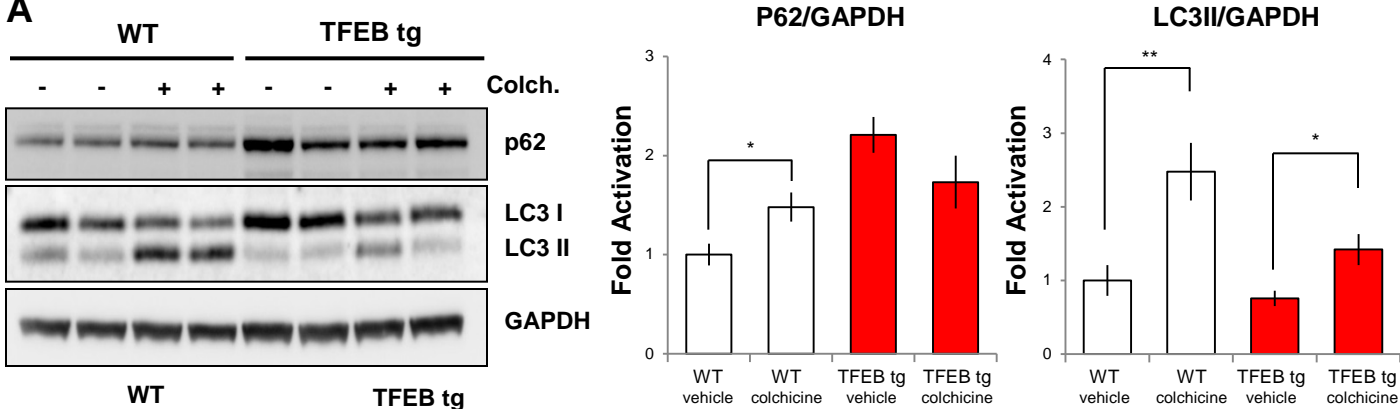 A
WT
TFEB tg
- - + + - - + + Colch.
p62
LC3 I
LC3 II
GAPDH
WT
TFEB tg
P62/GAPDH
Fold Activation
3
2
1
0
*
WT
vehicle
WT
colchicine
TFEB tg
vehicle
TFEB tg
colchicine
LC3II/GAPDH
Fold Activation
4
3
2
1
0
**
*
WT
vehicle
WT
colchicine
TFEB tg
vehicle
TFEB tg
colchicine